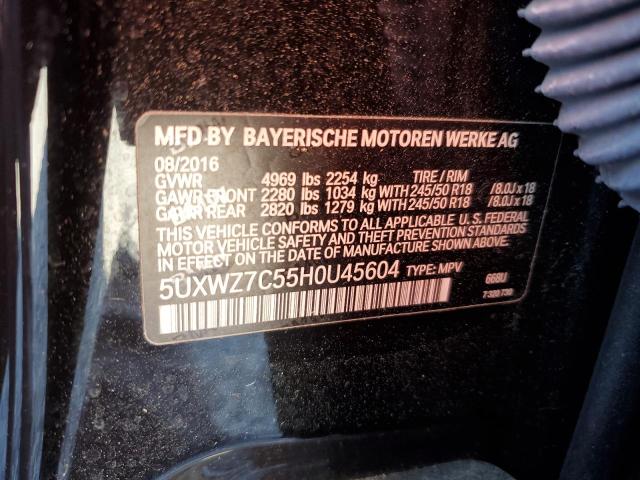 MFD BY BAYERISCHE MOTOREN WERKE AG
08/2016
GVWR 4969 lbs 2254 kg TIRE / RIM
GAWR FRONT 2280 lbs 1034 kg WITH 245/50 R18 /8.0J x 18
GAWR REAR 2820 lbs 1279 kg WITH 245/50 R18 /8.0J x 18
THIS VEHICLE CONFORMS TO ALL APPLICABLE U.S. FEDERAL
MOTOR VEHICLE SAFETY AND THEFT PREVENTION STANDARDS
IN EFFECT ON THE DATE OF MANUFACTURE SHOWN ABOVE.
5UXWZ7C55H0U45604 TYPE: MPV 668U